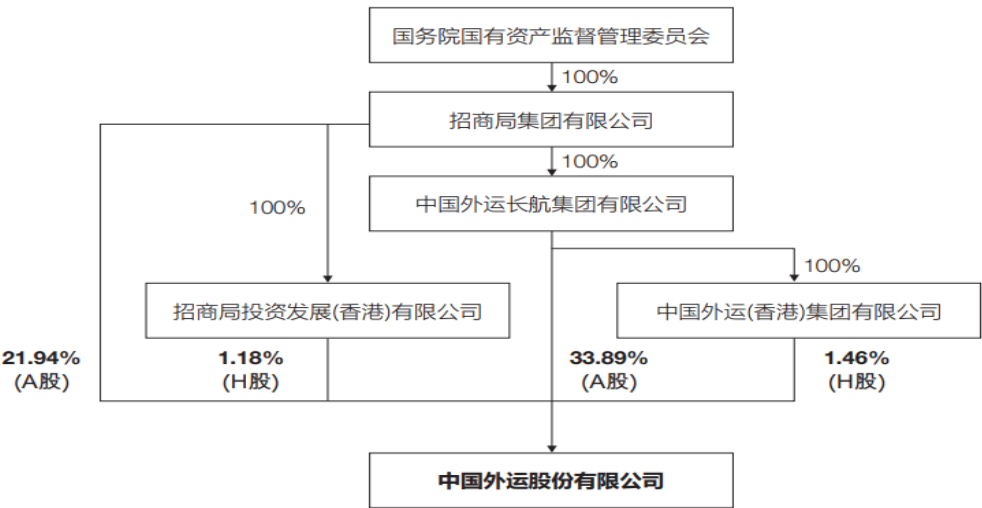 国务院国有资产监督管理委员会
100%
招商局集团有限公司
100%
中国外运长航集团有限公司
100%
100%
招商局投资发展(香港)有限公司
中国外运(香港)集团有限公司
21.94%
(A股)
1.18%
(H股)
33.89%
(A股)
1.46%
(H股)
中国外运股份有限公司